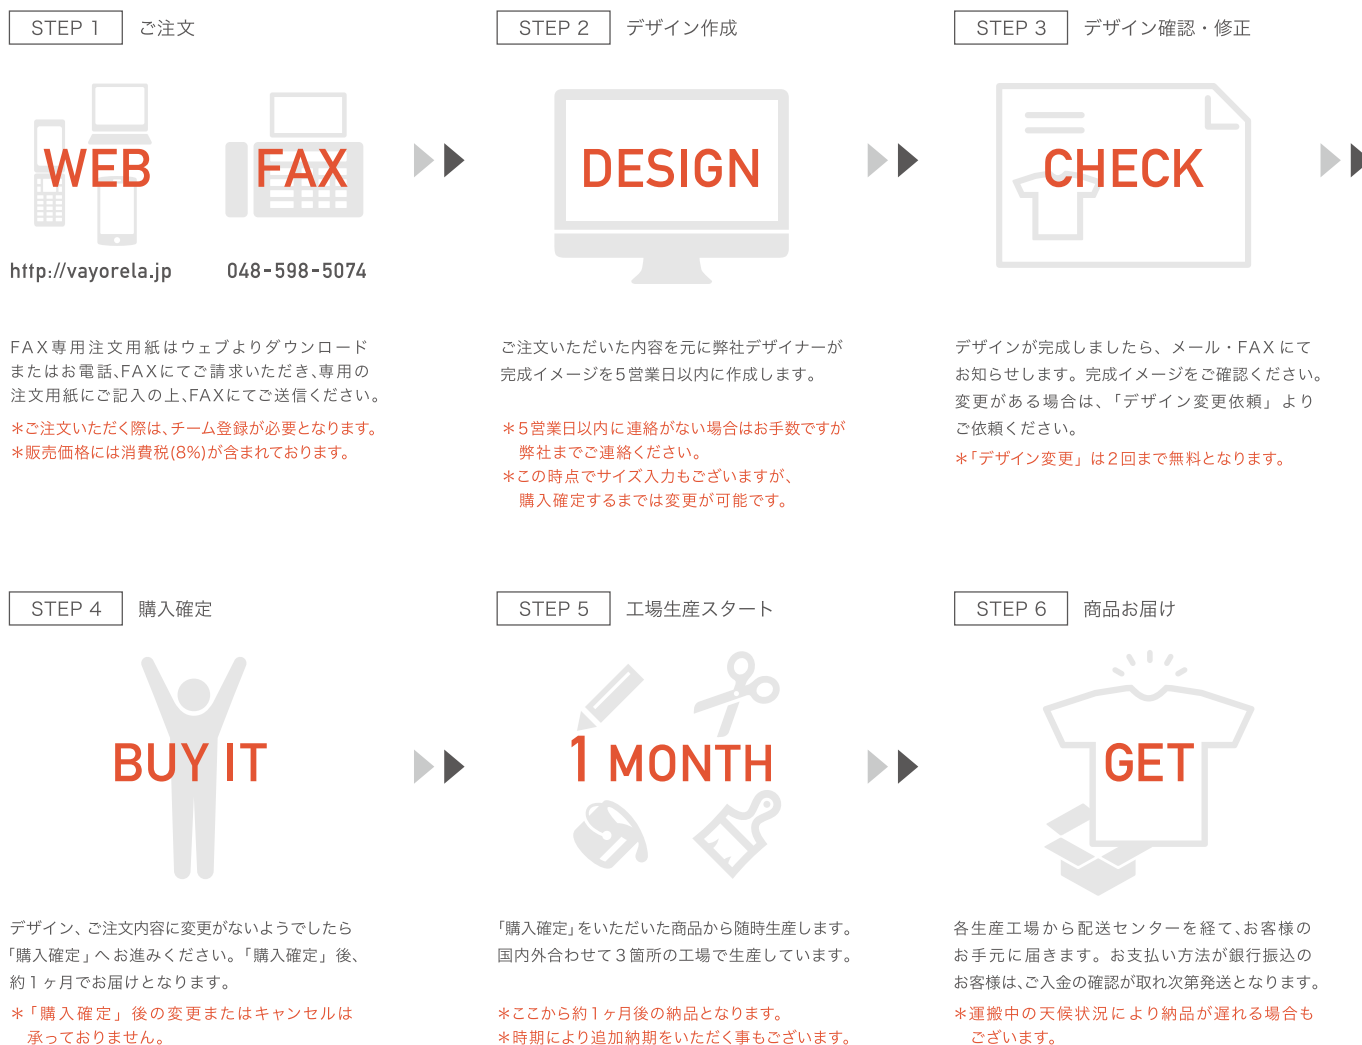 STEP 1 ご注文
WEB
FAX
http://vayorela.jp
048-598-5074
FAX専用注文用紙はウェブよりダウンロード
またはお電話、FAXにてご請求いただき、専用の
注文用紙にご記入の上、FAXにてご送信ください。
＊ご注文いただく際は、チーム登録が必要となります。
＊販売価格には消費税(8%)が含まれております。
STEP 2 デザイン作成
DESIGN
ご注文いただいた内容を元に弊社デザイナーが
完成イメージを5営業日以内に作成します。
＊5営業日以内に連絡がない場合はお手数ですが
弊社までご連絡ください。
＊この時点でサイズ入力もございますが、
購入確定するまでは変更が可能です。
STEP 3 デザイン確認・修正
CHECK
デザインが完成しましたら、メール・FAXにて
お知らせします。完成イメージをご確認ください。
変更がある場合は、「デザイン変更依頼」より
ご依頼ください。
＊「デザイン変更」は2回まで無料となります。
STEP 4 購入確定
BUY IT
デザイン、ご注文内容に変更がないようでしたら
「購入確定」へお進みください。「購入確定」後、
約1ヶ月でお届けとなります。
＊「購入確定」後の変更またはキャンセルは
承っておりません。
STEP 5 工場生産スタート
1 MONTH
「購入確定」をいただいた商品から随時生産します。
国内外合わせて3箇所の工場で生産しています。
＊ここから約1ヶ月後の納品となります。
＊時期により追加納期をいただく事もございます。
STEP 6 商品お届け
GET
各生産工場から配送センターを経て、お客様の
お手元に届きます。お支払い方法が銀行振込の
お客様は、ご入金の確認が取れ次第発送となります。
＊運搬中の天候状況により納品が遅れる場合も
ございます。